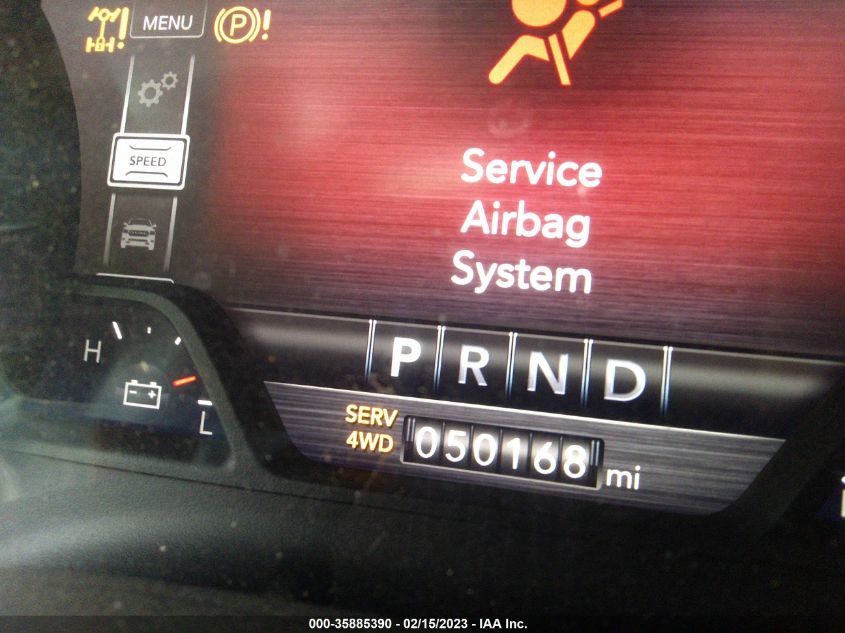 MENU
(P)!
SPEED
Service
Airbag
System
H
L
P R N D
SERV
4WD
050168 mi
000-35885390 - 02/15/2023 - IAA Inc.